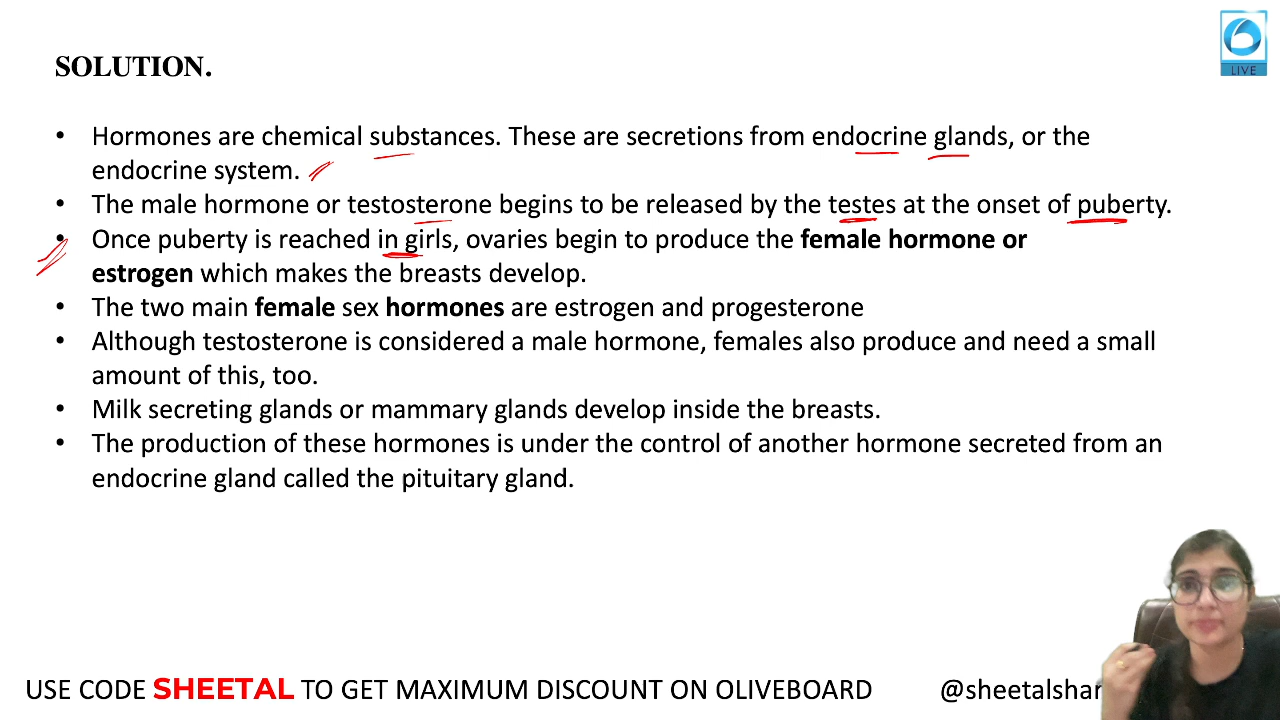 LIVE
SOLUTION.
• Hormones are chemical substances. These are secretions from endocrine glands, or the
endocrine system.
• The male hormone or testosterone begins to be released by the testes at the onset of puberty.
• Once puberty is reached in girls, ovaries begin to produce the female hormone or
estrogen which makes the breasts develop.
• The two main female sex hormones are estrogen and progesterone
• Although testosterone is considered a male hormone, females also produce and need a small
amount of this, too.
• Milk secreting glands or mammary glands develop inside the breasts.
• The production of these hormones is under the control of another hormone secreted from an
endocrine gland called the pituitary gland.
USE CODE SHEETAL TO GET MAXIMUM DISCOUNT ON OLIVEBOARD @sheetalshar